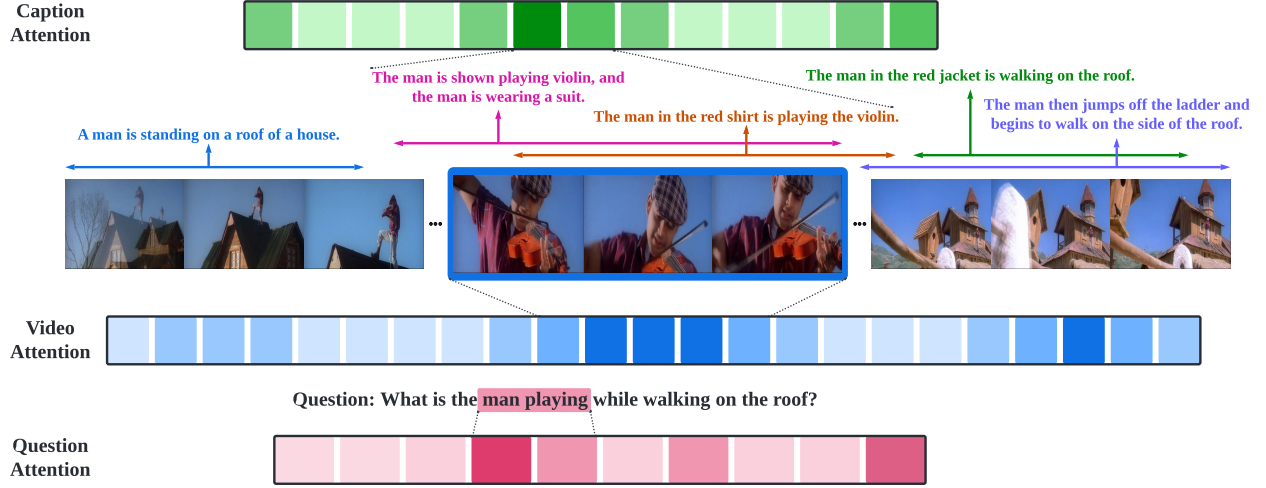 Caption
Attention
The man is shown playing violin, and
the man is wearing a suit.
The man in the red jacket is walking on the roof.
The man in the red shirt is playing the violin.
The man then jumps off the ladder and
begins to walk on the side of the roof.
A man is standing on a roof of a house.
...
...
Video
Attention
Question: What is the man playing while walking on the roof?
Question
Attention